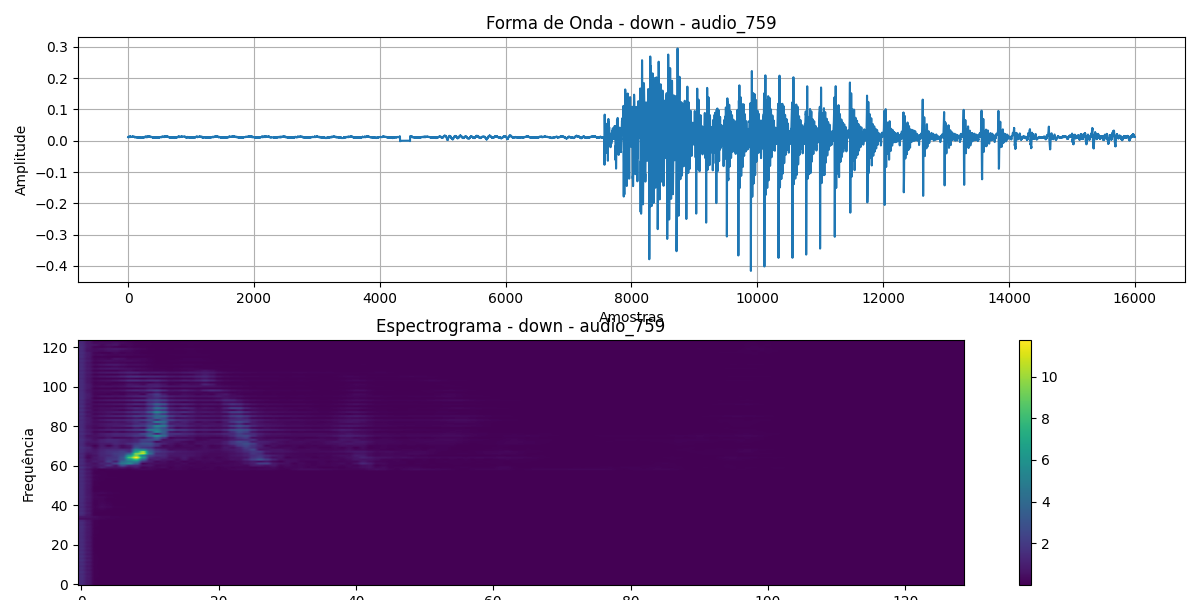 Forma de Onda - down - audio_759
Amplitude
0.3
0.2
0.1
0.0
−0.1
−0.2
−0.3
−0.4
0 2000 4000 6000 8000 10000 12000 14000 16000
Amostras
Espectrograma - down - audio_759
Frequência
120
100
80
60
40
20
0
0 20 40 60 80 100 120
10
8
6
4
2